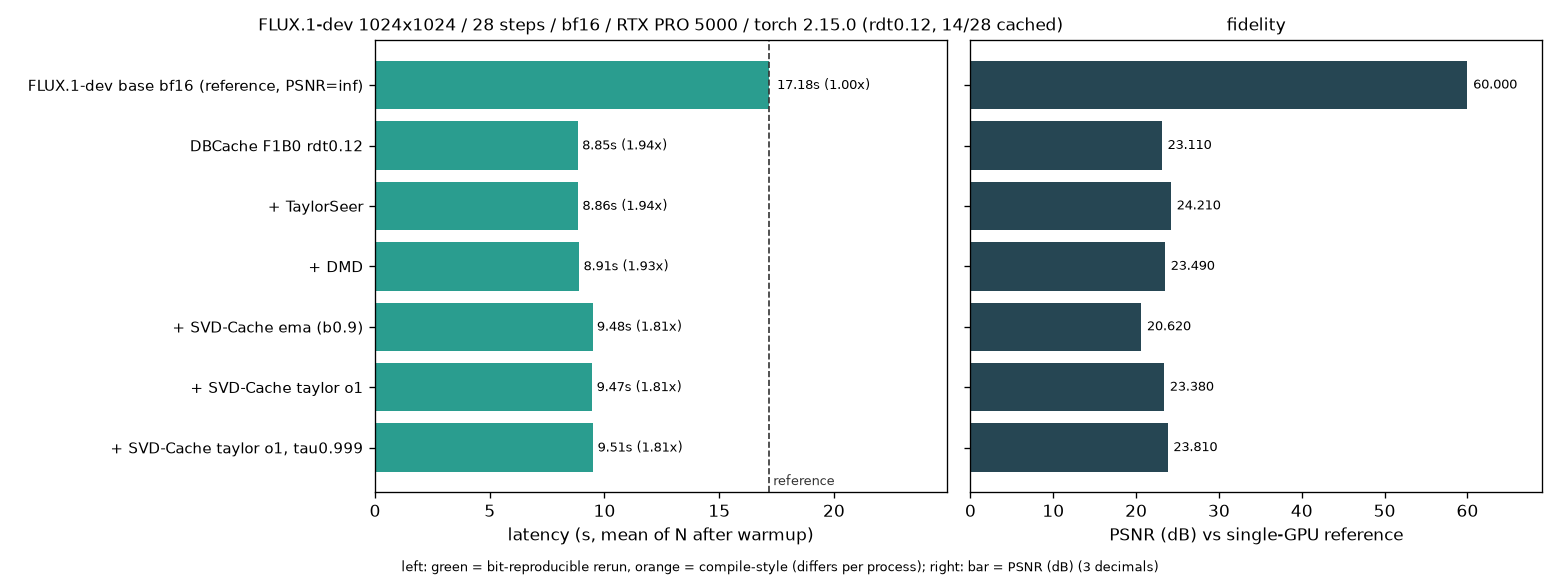 FLUX.1-dev 1024x1024 / 28 steps / bf16 / RTX PRO 5000 / torch 2.15.0 (rdt0.12, 14/28 cached)
fidelity
FLUX.1-dev base bf16 (reference, PSNR=inf)
17.18s (1.00x)
60.000
DBCache F1B0 rdt0.12
8.85s (1.94x)
23.110
+ TaylorSeer
8.86s (1.94x)
24.210
+ DMD
8.91s (1.93x)
23.490
+ SVD-Cache ema (b0.9)
9.48s (1.81x)
20.620
+ SVD-Cache taylor o1
9.47s (1.81x)
23.380
+ SVD-Cache taylor o1, tau0.999
9.51s (1.81x)
23.810
reference
0 5 10 15 20
0 10 20 30 40 50 60
latency (s, mean of N after warmup)
PSNR (dB) vs single-GPU reference
left: green = bit-reproducible rerun, orange = compile-style (differs per process); right: bar = PSNR (dB) (3 decimals)